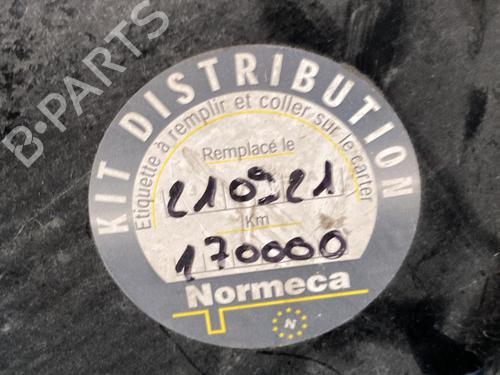 KIT DISTRIBUTION
Etiquette à remplir et coller sur le carter
Remplacé le
21 09 21
Km
170000
Normeca
N
B-PARTS